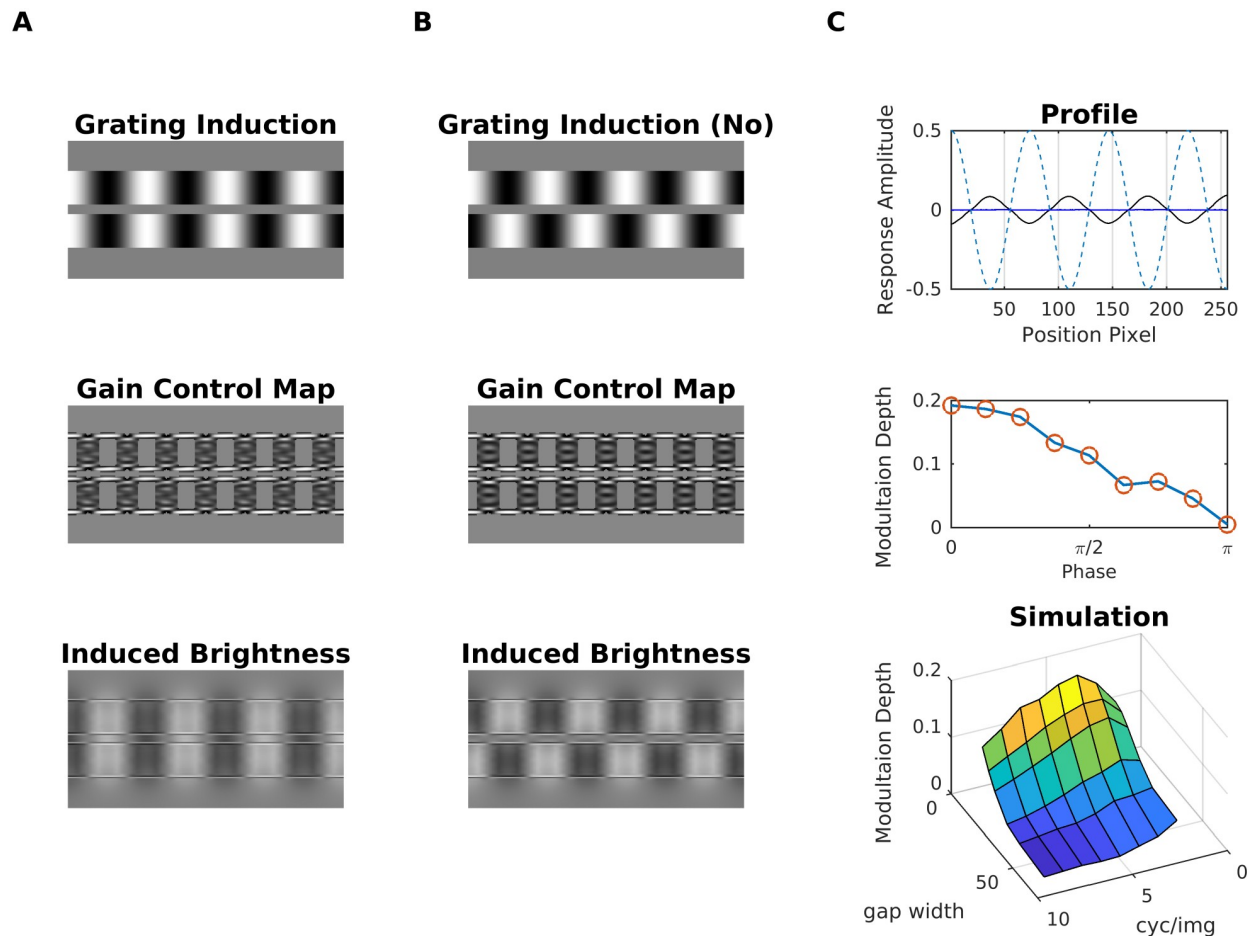 A
B
C
Grating Induction
Gain Control Map
Induced Brightness
Grating Induction (No)
Gain Control Map
Induced Brightness
Profile
Response Amplitude
0.5
0
-0.5
50 100 150 200 250
Position Pixel
Modultaion Depth
0.2
0.1
0
0 π/2 π
Phase
Simulation
Modultaion Depth
0.2
0.1
0
0
50
gap width
10
5
0
cyc/img